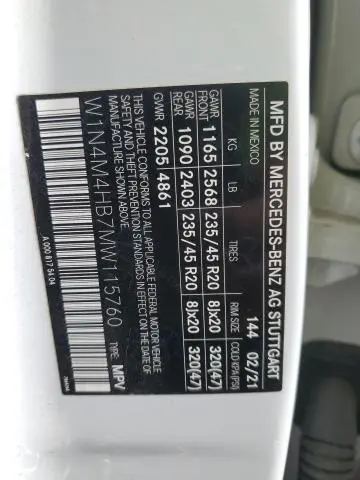 MFD BY MERCEDES-BENZ AG STUTTGART
MADE IN MEXICO 144 02/21
KG LB TIRES RIM SIZE COLD KPA(PSI)
GAWR FRONT 1165 2568 235/45 R20 8Jx20 320(47)
GAWR REAR 1090 2403 235/45 R20 8Jx20 320(47)
GVWR 2205 4861
THIS VEHICLE CONFORMS TO ALL APPLICABLE FEDERAL MOTOR VEHICLE
SAFETY AND THEFT PREVENTION STANDARDS IN EFFECT ON THE DATE OF
MANUFACTURE SHOWN ABOVE.
W1N4M4HB7MW115760 TYPE: MPV
A 000 817 54 04